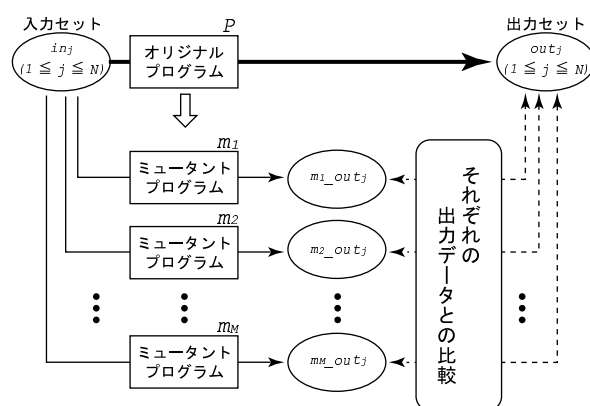 入力セット
in_j
(1 ≦ j ≦ N)
P
オリジナル
プログラム
出力セット
out_j
(1 ≦ j ≦ N)
m_1
ミュータント
プログラム
m_1_out_j
m_2
ミュータント
プログラム
m_2_out_j
m_M
ミュータント
プログラム
m_M_out_j
それぞれの
出力データとの比較